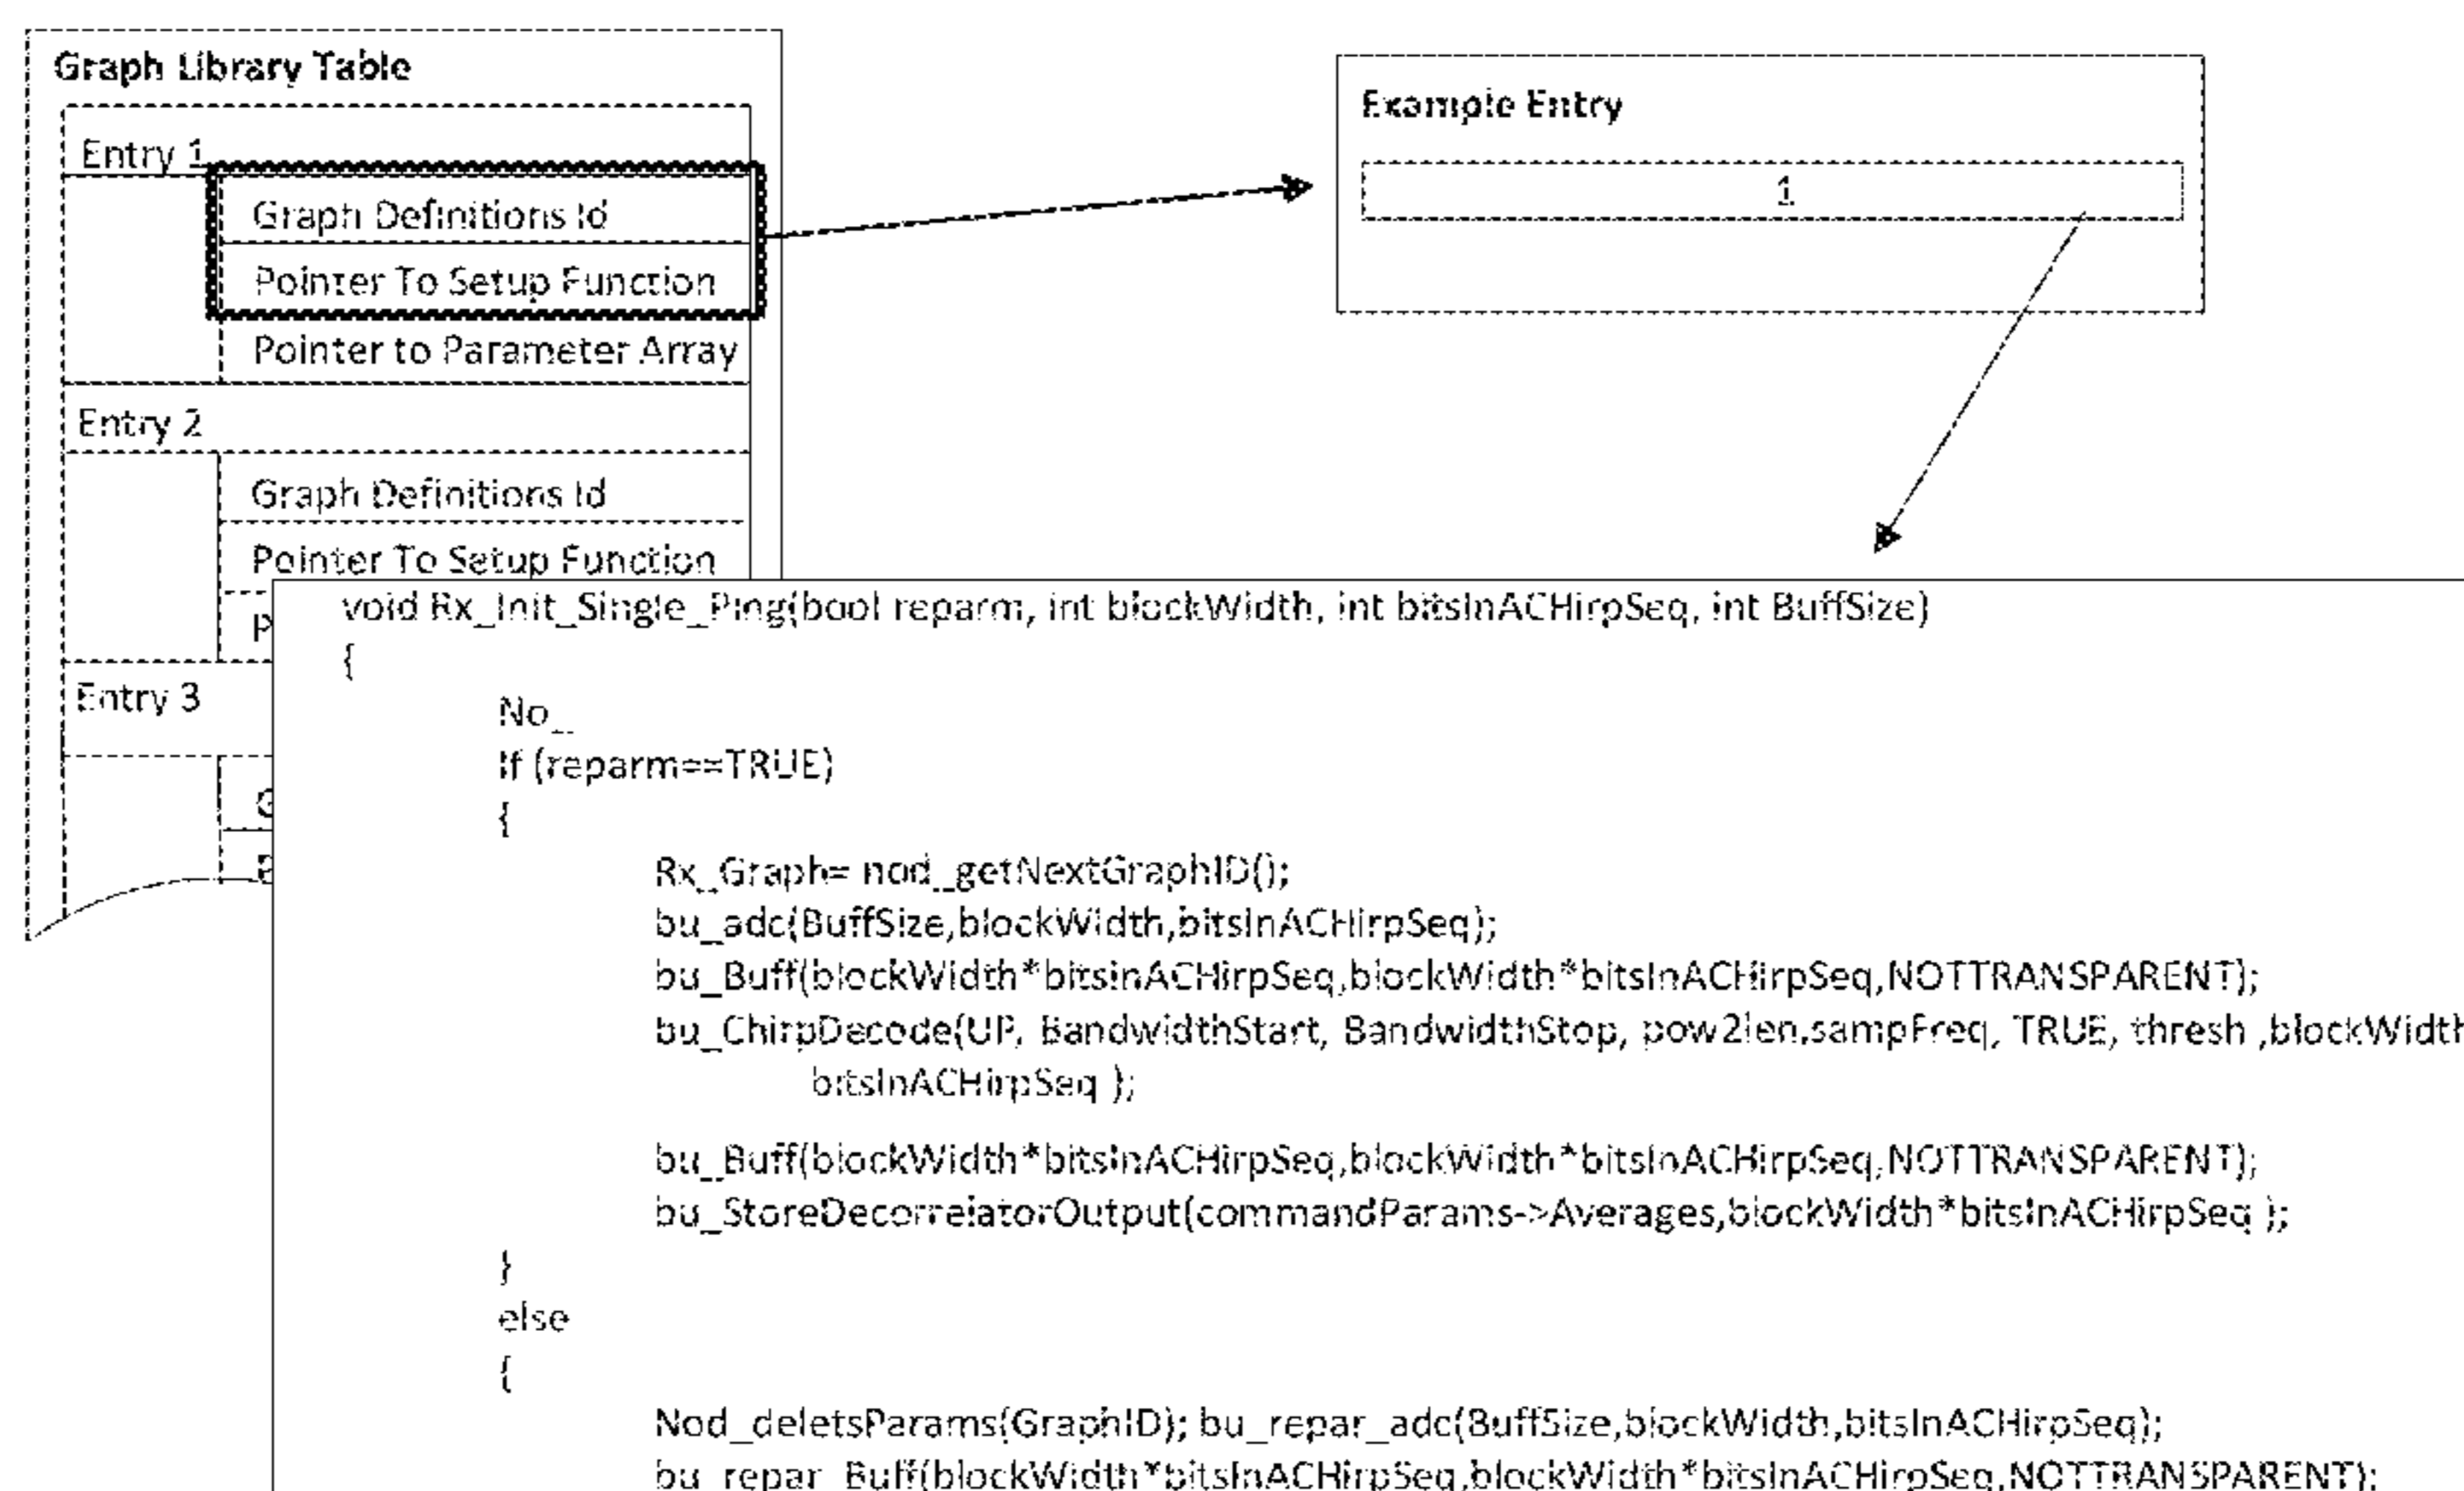 Graph Library Table
Entry 1
Graph Definitions Id
Pointer To Setup Function
Pointer to Parameter Array
Entry 2
Graph Definitions Id
Pointer To Setup Function
Entry 3
Example Entry
1
void Rx_Init_Single_Ping(bool reparm, int blockWidth, int bitsInACHirpSeq, int BuffSize)
{
No_
If (reparm==TRUE)
{
Rx_Graph= nod_getNextGraphID();
bu_adc(BuffSize,blockWidth,bitsInACHirpSeq);
bu_Buff(blockWidth*bitsInACHirpSeq,blockWidth*bitsInACHirpSeq,NOTTRANSPARENT);
bu_ChirpDecode(UP, BandwidthStart, BandwidthStop, pow2len,sampFreq, TRUE, thresh ,blockWidth
bitsInACHirpSeq );
bu_Buff(blockWidth*bitsInACHirpSeq,blockWidth*bitsInACHirpSeq,NOTTRANSPARENT);
bu_StoreDecorrelatorOutput(commandParams->Averages,blockWidth*bitsInACHirpSeq );
}
else
{
Nod_deletsParams(GraphID); bu_repar_adc(BuffSize,blockWidth,bitsInACHirpSeq);
bu_repar_Buff(blockWidth*bitsInACHirpSeq,blockWidth*bitsInACHirpSeq,NOTTRANSPARENT);